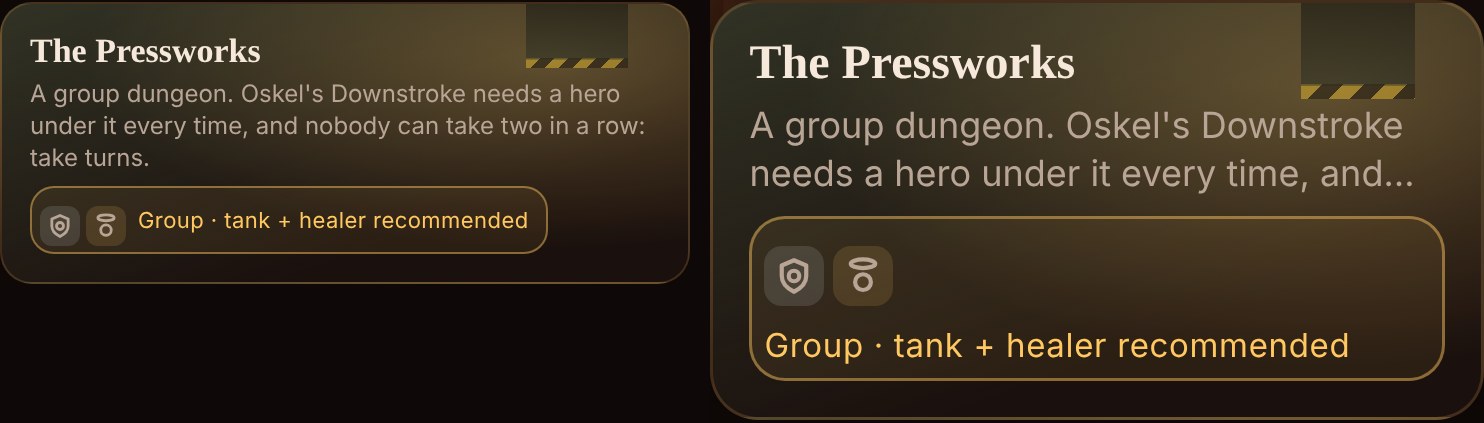 The Pressworks
A group dungeon. Oskel's Downstroke needs a hero
under it every time, and nobody can take two in a row:
take turns.
Group · tank + healer recommended
The Pressworks
A group dungeon. Oskel's Downstroke
needs a hero under it every time, and...
Group · tank + healer recommended